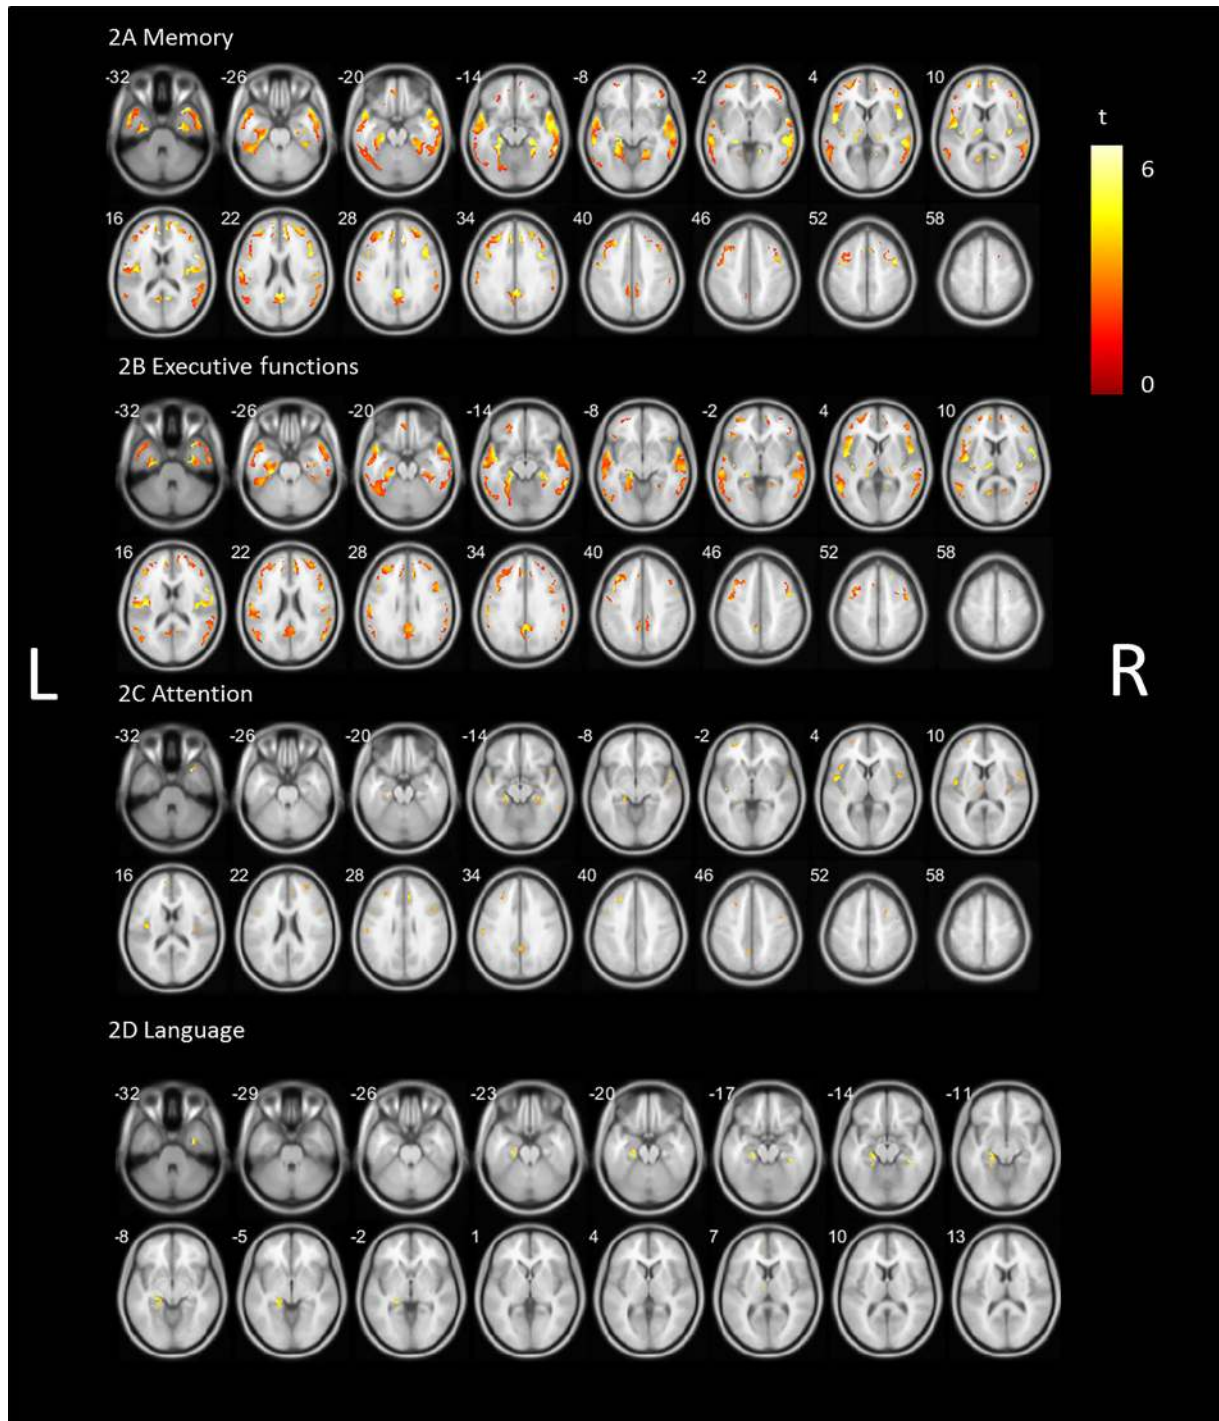 2A Memory
-32 -26 -20 -14 -8 -2 4 10
t
6
16 22 28 34 40 46 52 58
2B Executive functions
0
-32 -26 -20 -14 -8 -2 4 10
16 22 28 34 40 46 52 58
L
R
2C Attention
-32 -26 -20 -14 -8 -2 4 10
16 22 28 34 40 46 52 58
2D Language
-32 -29 -26 -23 -20 -17 -14 -11
-8 -5 -2 1 4 7 10 13